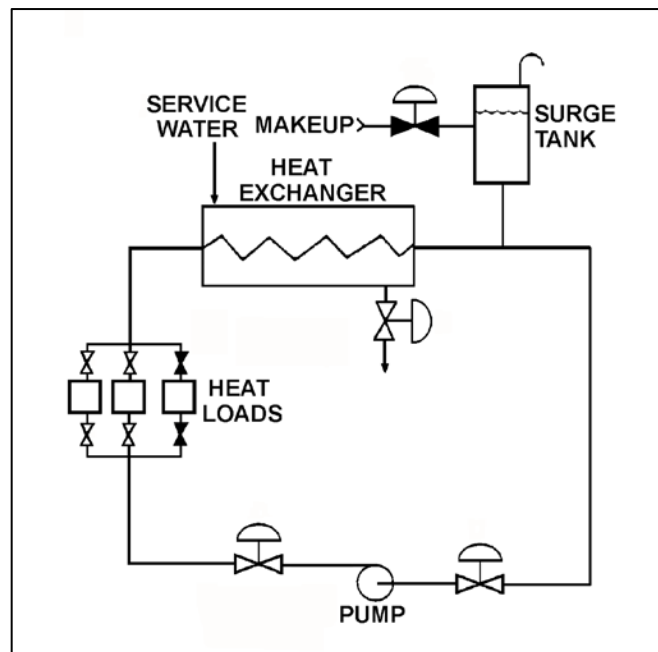 SERVICE
WATER
MAKEUP
SURGE
TANK
HEAT
EXCHANGER
HEAT
LOADS
PUMP